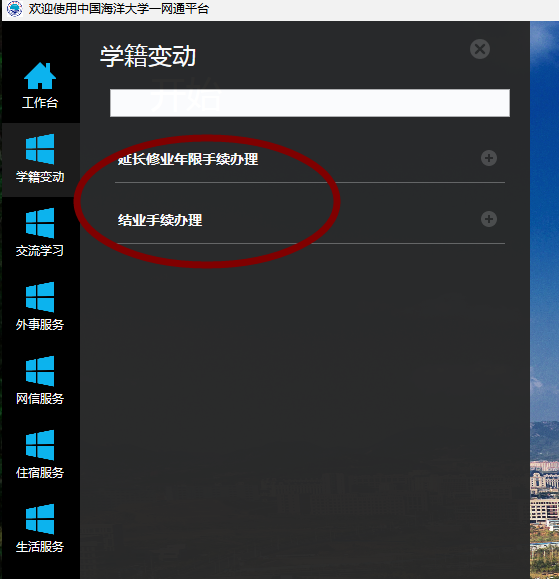 欢迎使用中国海洋大学一网通平台
学籍变动
开始
工作台
延长修业年限手续办理
学籍变动
结业手续办理
交流学习
外事服务
网信服务
住宿服务
生活服务